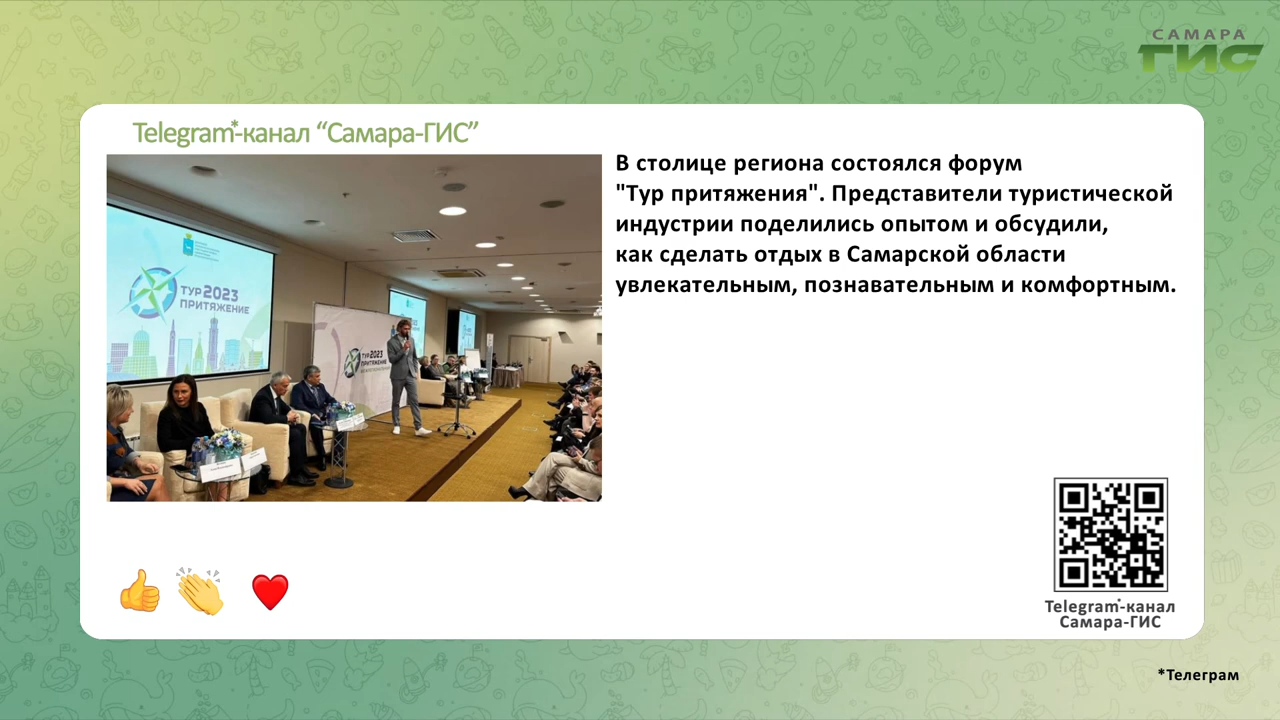 САМАРА
ГИС
Telegram*-канал “Самара-ГИС”
В столице региона состоялся форум
"Тур притяжения". Представители туристической
индустрии поделились опытом и обсудили,
как сделать отдых в Самарской области
увлекательным, познавательным и комфортным.
ТУР 2023
ПРИТЯЖЕНИЕ
ТУР 2023
ПРИТЯЖЕНИЕ
Telegram*-канал
Самара-ГИС
*Телеграм